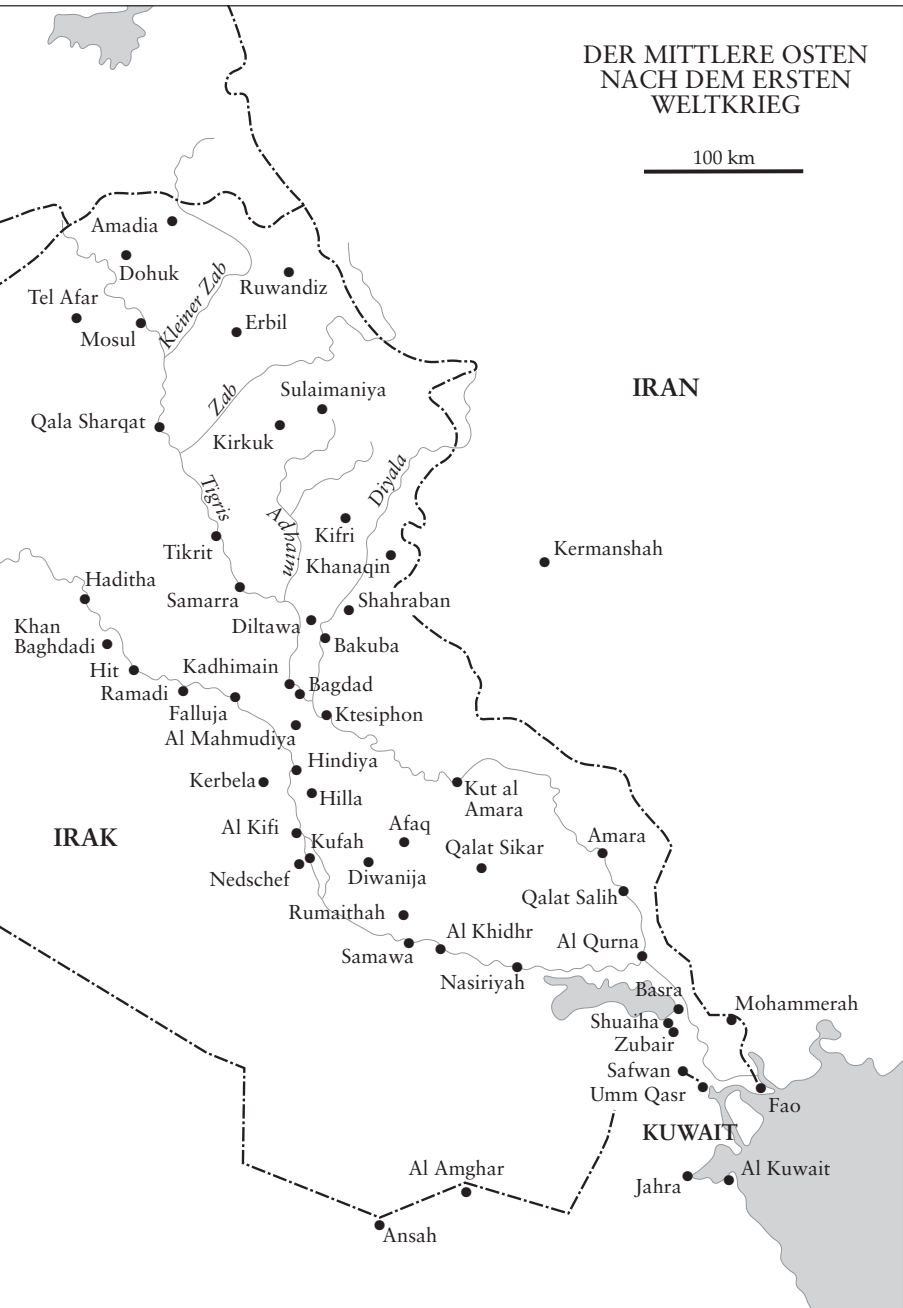 DER MITTLERE OSTEN
NACH DEM ERSTEN
WELTKRIEG
100 km
Amadia
Dohuk
Kleiner Zab
Ruwandiz
Tel Afar
Erbil
Mosul
IRAN
Zab
Sulaimaniya
Qala Sharqat
Kirkuk
Diyala
Tigris
Adhaim
Kifri
Tikrit
Kermanshah
Khanaqin
Haditha
Samarra
Shahraban
Diltawa
Khan
Baghdadi
Bakuba
Hit
Kadhimain
Ramadi
Bagdad
Falluja
Ktesiphon
Al Mahmudiya
Hindiya
Kerbela
Kut al
Amara
Hilla
Al Kifi
Afaq
IRAK
Kufah
Amara
Qalat Sikar
Nedschef
Diwanija
Qalat Salih
Rumaithah
Al Khidhr
Al Qurna
Samawa
Nasiriyah
Basra
Mohammerah
Shuaiha
Zubair
Safwan
Umm Qasr
Fao
KUWAIT
Al Amghar
Al Kuwait
Jahra
Ansah